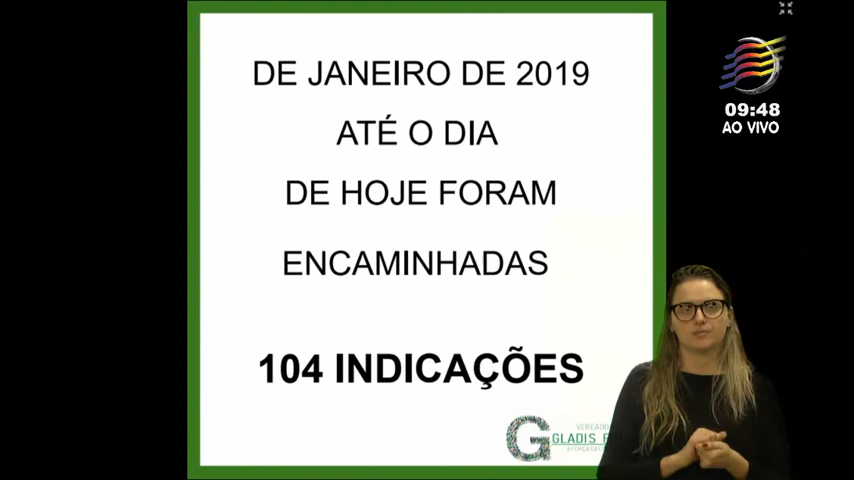 DE JANEIRO DE 2019
ATÉ O DIA
DE HOJE FORAM
ENCAMINHADAS
104 INDICAÇÕES
09:48
AO VIVO
G
GLADIS